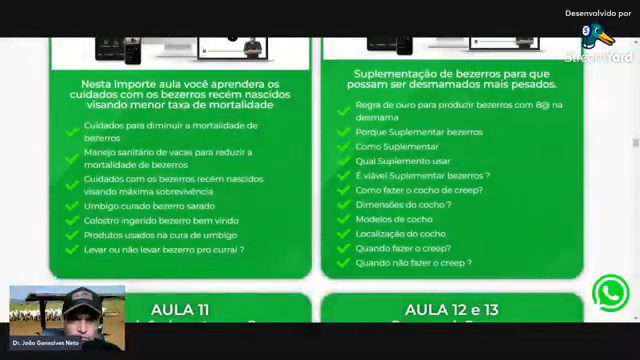 Desenvolvido por
StreamYard
Nesta importe aula você aprendera os
cuidados com os bezerros recém nascidos
visando menor taxa de mortalidade
Cuidados para diminuir a mortalidade de
bezerros
Manejo sanitário de vacas para reduzir a
mortalidade de bezerros
Cuidados com os bezerros recém nascidos
visando máxima sobrevivência
Umbigo curado bezerro sarado
Colostro ingerido bezerro bem vindo
Produtos usados na cura de umbigo
Levar ou não levar bezerro pro curral ?
Suplementação de bezerros para que
possam ser desmamados mais pesados.
Regra de ouro para produzir bezerros com 8@ na
desmama
Porque Suplementar bezerros
Como Suplementar
Qual Suplemento usar
É viável Suplementar bezerros ?
Como fazer o cocho de creep?
Dimensões do cocho ?
Modelos de cocho
Localização do cocho
Quando fazer o creep?
Quando não fazer o creep ?
AULA 11
AULA 12 e 13
Dr. João Gonsalves Neto